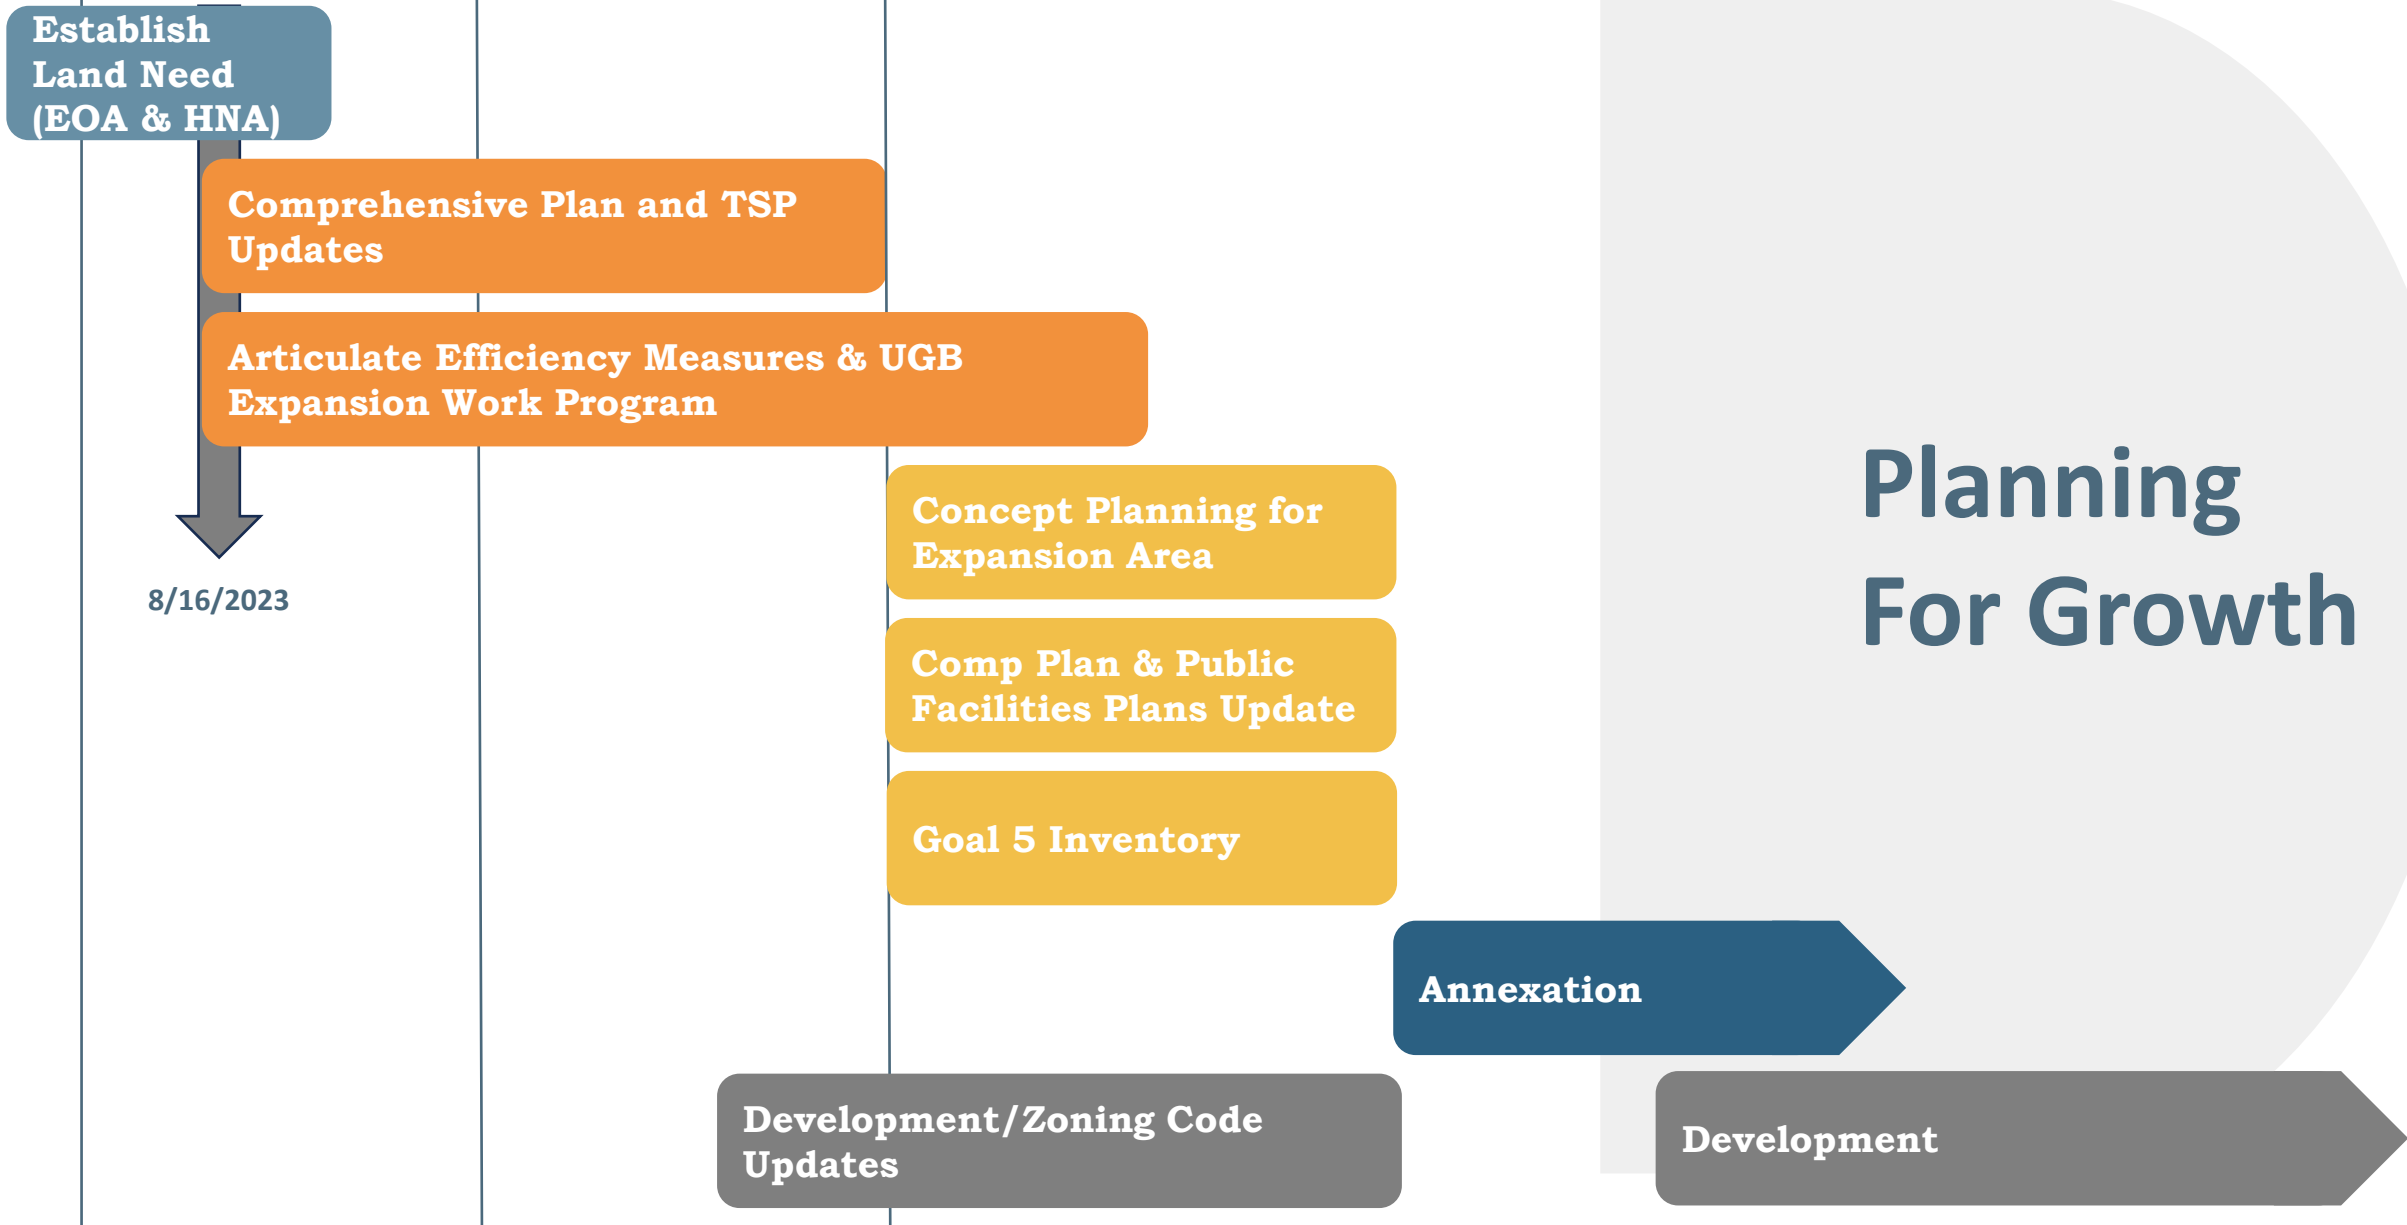 Establish
Land Need
(EOA & HNA)
Comprehensive Plan and TSP
Updates
Articulate Efficiency Measures & UGB
Expansion Work Program
Concept Planning for
Expansion Area
8/16/2023
Comp Plan & Public
Facilities Plans Update
Goal 5 Inventory
Annexation
Development/Zoning Code
Updates
Development
Planning
For Growth